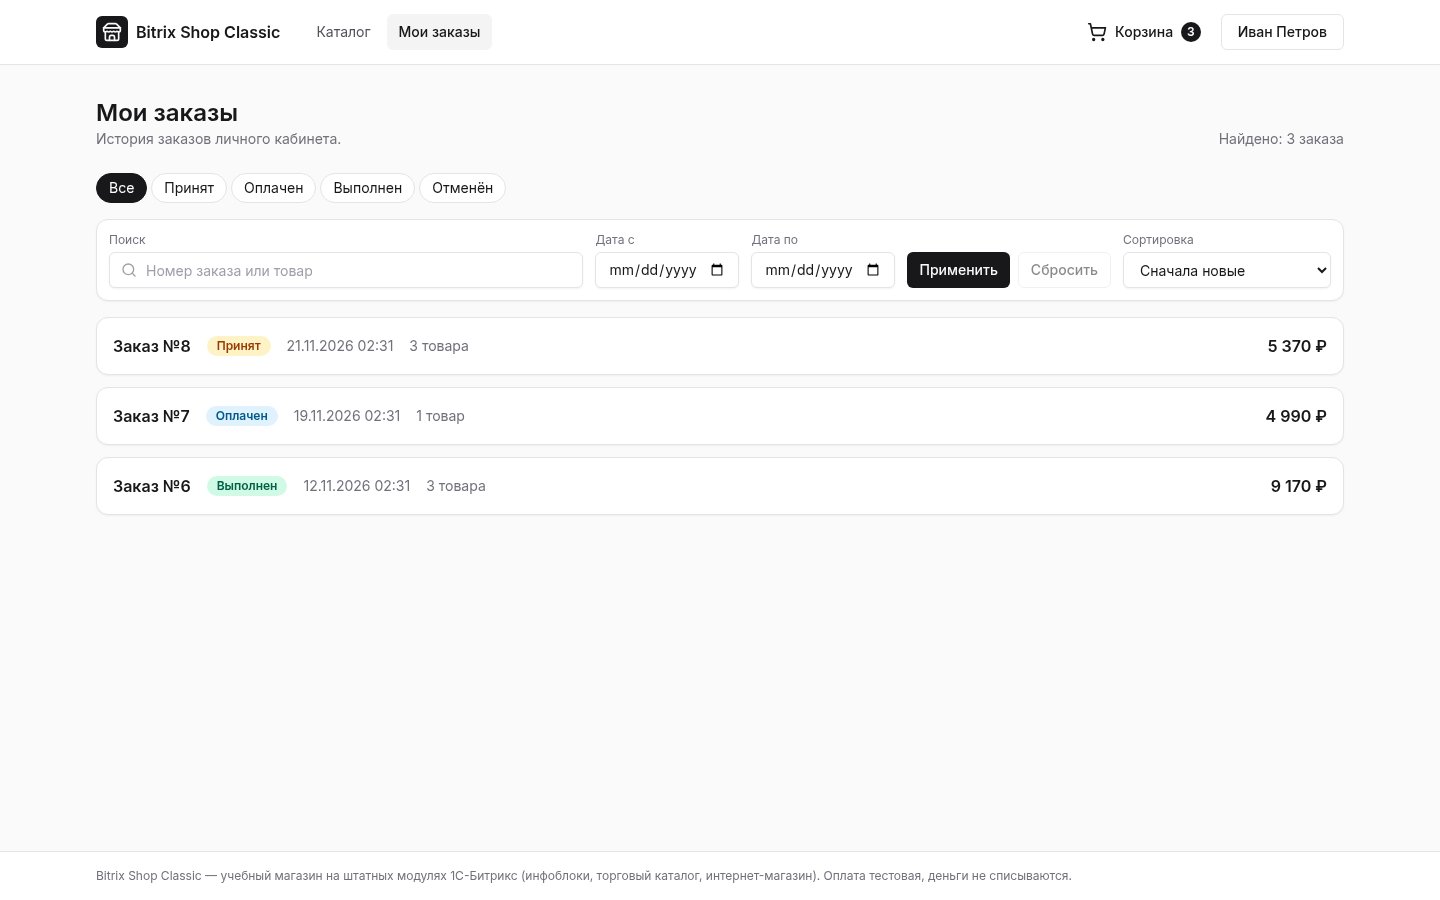 Bitrix Shop Classic Каталог Мои заказы Корзина 3 Иван Петров
Мои заказы
История заказов личного кабинета. Найдено: 3 заказа
Все Принят Оплачен Выполнен Отменён
Поиск Дата с Дата по Сортировка
Номер заказа или товар mm/dd/yyyy mm/dd/yyyy Применить Сбросить Сначала новые
Заказ №8 Принят 21.11.2026 02:31 3 товара 5 370 ₽
Заказ №7 Оплачен 19.11.2026 02:31 1 товар 4 990 ₽
Заказ №6 Выполнен 12.11.2026 02:31 3 товара 9 170 ₽
Bitrix Shop Classic — учебный магазин на штатных модулях 1С-Битрикс (инфоблоки, торговый каталог, интернет-магазин). Оплата тестовая, деньги не списываются.